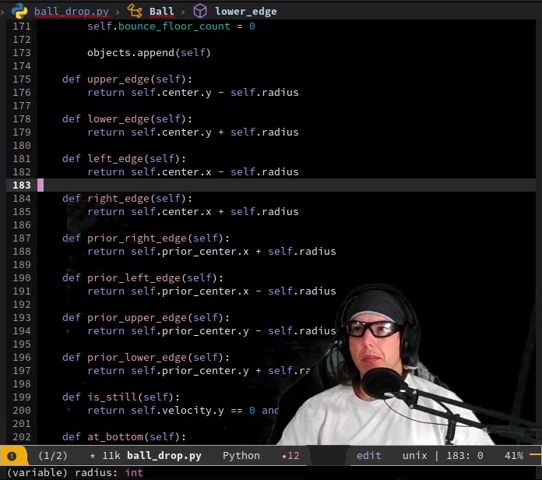 ball_drop.py › Ball › lower_edge
171 self.bounce_floor_count = 0
172
173 objects.append(self)
174
175 def upper_edge(self):
176 return self.center.y - self.radius
177
178 def lower_edge(self):
179 return self.center.y + self.radius
180
181 def left_edge(self):
182 return self.center.x - self.radius
183
184 def right_edge(self):
185 return self.center.x + self.radius
186
187 def prior_right_edge(self):
188 return self.prior_center.x + self.radius
189
190 def prior_left_edge(self):
191 return self.prior_center.x - self.radius
192
193 def prior_upper_edge(self):
194 return self.prior_center.y - self.radius
195
196 def prior_lower_edge(self):
197 return self.prior_center.y + self.ra
198
199 def is_still(self):
200 return self.velocity.y == 0 and
201
202 def at_bottom(self):
(1/2) * 11k ball_drop.py Python •12 edit unix | 183: 0 41%
(variable) radius: int